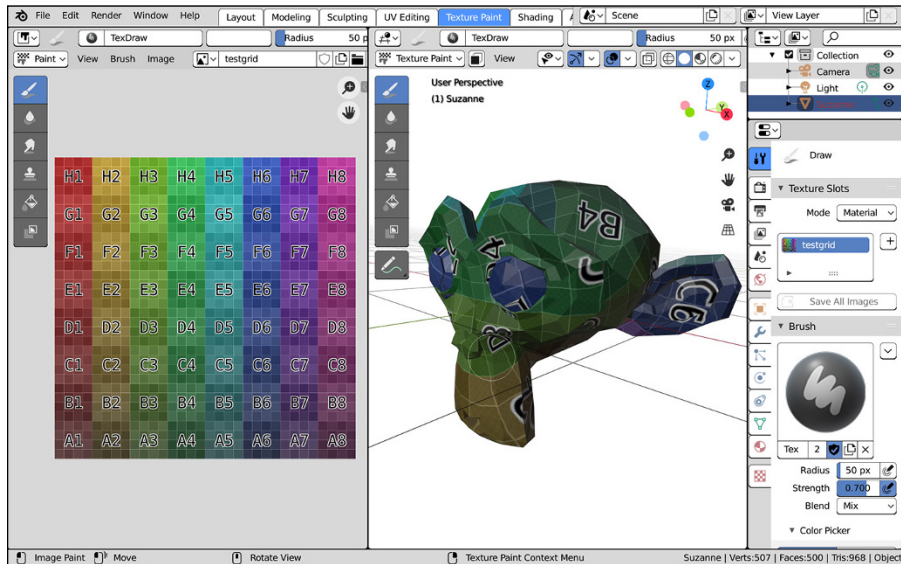 File Edit Render Window Help Layout Modeling Sculpting UV Editing Texture Paint Shading Scene View Layer
TexDraw Radius 50 TexDraw Radius 50 px
Paint View Brush Image testgrid Texture Paint View
Collection
Camera
Light
User Perspective
(1) Suzanne
Z
Y
X
Draw
Texture Slots
Mode Material
testgrid
Save All Images
Brush
Tex 2
Radius 50 px
Strength 0.700
Blend Mix
Color Picker
H1 H2 H3 H4 H5 H6 H7 H8
G1 G2 G3 G4 G5 G6 G7 G8
F1 F2 F3 F4 F5 F6 F7 F8
E1 E2 E3 E4 E5 E6 E7 E8
D1 D2 D3 D4 D5 D6 D7 D8
C1 C2 C3 C4 C5 C6 C7 C8
B1 B2 B3 B4 B5 B6 B7 B8
A1 A2 A3 A4 A5 A6 A7 A8
B4
C6
Image Paint Move Rotate View Texture Paint Context Menu Suzanne | Verts:507 | Faces:500 | Tris:968 | Object